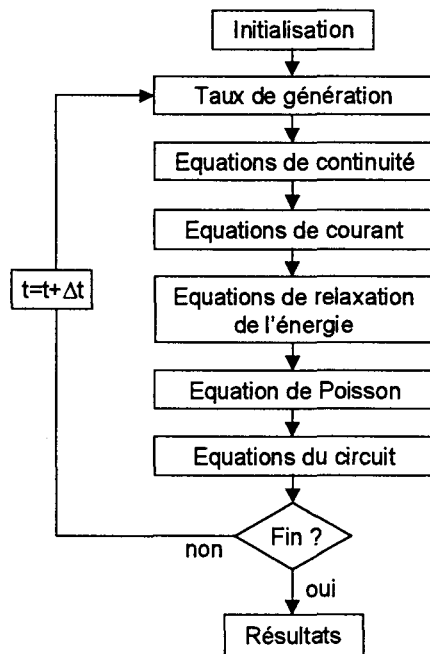 Initialisation
Taux de génération
Equations de continuité
Equations de courant
t=t+Δt
Equations de relaxation
de l'énergie
Equation de Poisson
Equations du circuit
Fin ?
non
oui
Résultats